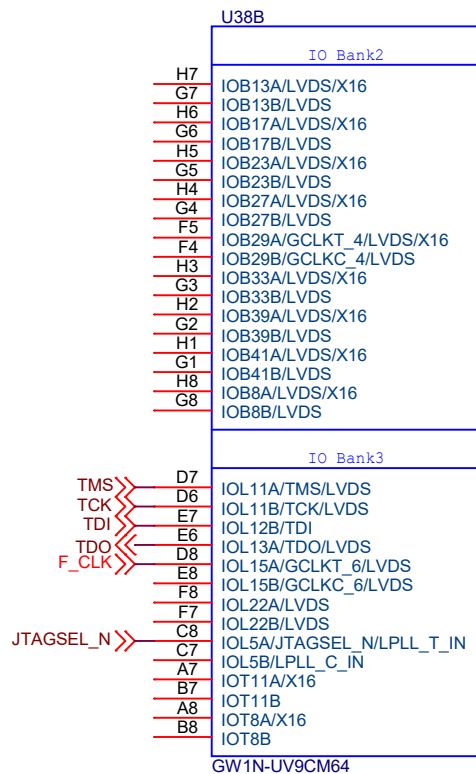 U38B
IO Bank2
H7 IOB13A/LVDS/X16
G7 IOB13B/LVDS
H6 IOB17A/LVDS/X16
G6 IOB17B/LVDS
H5 IOB23A/LVDS/X16
G5 IOB23B/LVDS
H4 IOB27A/LVDS/X16
G4 IOB27B/LVDS
F5 IOB29A/GCLKT_4/LVDS/X16
F4 IOB29B/GCLKC_4/LVDS
H3 IOB33A/LVDS/X16
G3 IOB33B/LVDS
H2 IOB39A/LVDS/X16
G2 IOB39B/LVDS
H1 IOB41A/LVDS/X16
G1 IOB41B/LVDS
H8 IOB8A/LVDS/X16
G8 IOB8B/LVDS
IO Bank3
TMS D7 IOL11A/TMS/LVDS
TCK D6 IOL11B/TCK/LVDS
TDI E7 IOL12B/TDI
TDO E6 IOL13A/TDO/LVDS
F_CLK D8 IOL15A/GCLKT_6/LVDS
E8 IOL15B/GCLKC_6/LVDS
F8 IOL22A/LVDS
F7 IOL22B/LVDS
JTAGSEL_N C8 IOL5A/JTAGSEL_N/LPLL_T_IN
C7 IOL5B/LPLL_C_IN
A7 IOT11A/X16
B7 IOT11B
A8 IOT8A/X16
B8 IOT8B
GW1N-UV9CM64